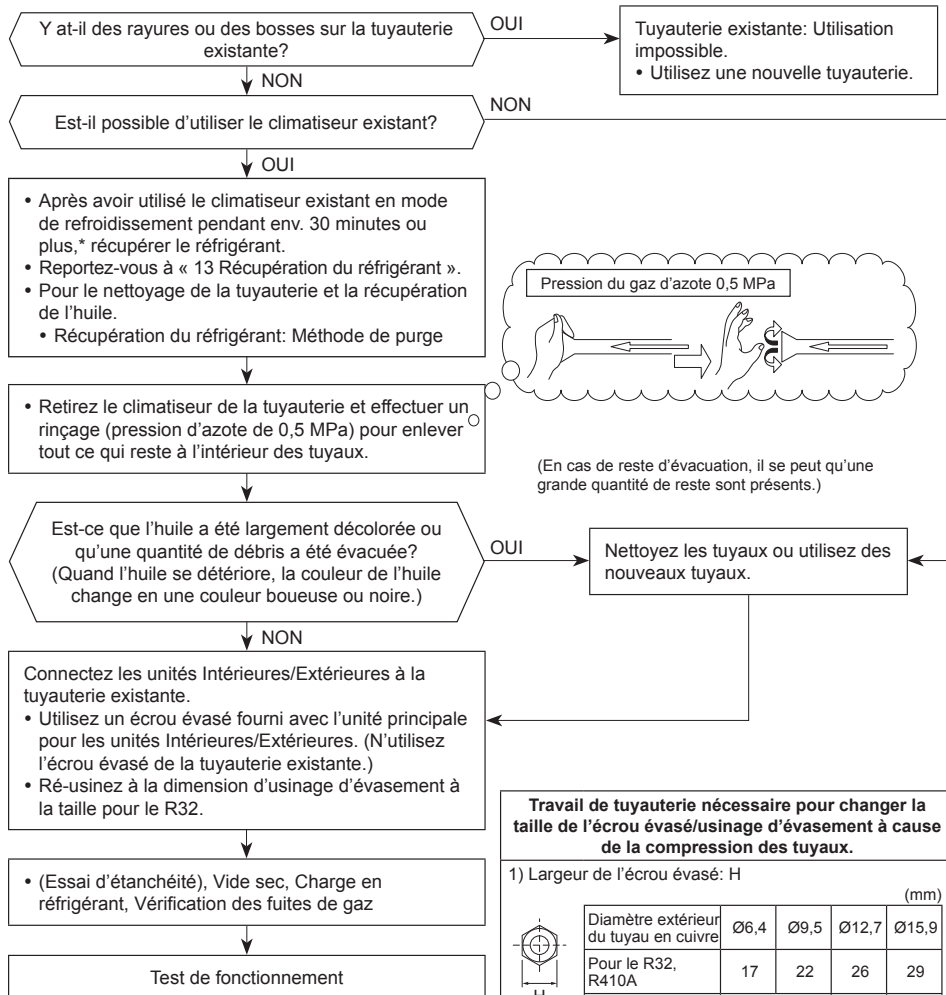 Y at-il des rayures ou des bosses sur la tuyauterie
existante?
OUI
Tuyauterie existante: Utilisation
impossible.
• Utilisez une nouvelle tuyauterie.
NON
Est-il possible d'utiliser le climatiseur existant?
NON
OUI
• Après avoir utilisé le climatiseur existant en mode
de refroidissement pendant env. 30 minutes ou
plus,* récupérer le réfrigérant.
• Reportez-vous à « 13 Récupération du réfrigérant ».
• Pour le nettoyage de la tuyauterie et la récupération
de l'huile.
• Récupération du réfrigérant: Méthode de purge
Pression du gaz d'azote 0,5 MPa
• Retirez le climatiseur de la tuyauterie et effectuer un
rinçage (pression d'azote de 0,5 MPa) pour enlever
tout ce qui reste à l'intérieur des tuyaux.
(En cas de reste d'évacuation, il se peut qu'une
grande quantité de reste sont présents.)
Est-ce que l'huile a été largement décolorée ou
qu'une quantité de débris a été évacuée?
(Quand l'huile se détériore, la couleur de l'huile
change en une couleur boueuse ou noire.)
OUI
Nettoyez les tuyaux ou utilisez des
nouveaux tuyaux.
NON
Connectez les unités Intérieures/Extérieures à la
tuyauterie existante.
• Utilisez un écrou évasé fourni avec l'unité principale
pour les unités Intérieures/Extérieures. (N'utilisez
l'écrou évasé de la tuyauterie existante.)
• Ré-usinez à la dimension d'usinage d'évasement à
la taille pour le R32.
• (Essai d'étanchéité), Vide sec, Charge en
réfrigérant, Vérification des fuites de gaz
Test de fonctionnement
Travail de tuyauterie nécessaire pour changer la
taille de l'écrou évasé/usinage d'évasement à cause
de la compression des tuyaux.
1) Largeur de l'écrou évasé: H
(mm)
Diamètre extérieur
du tuyau en cuivre Ø6,4 Ø9,5 Ø12,7 Ø15,9
Pour le R32,
R410A 17 22 26 29
H